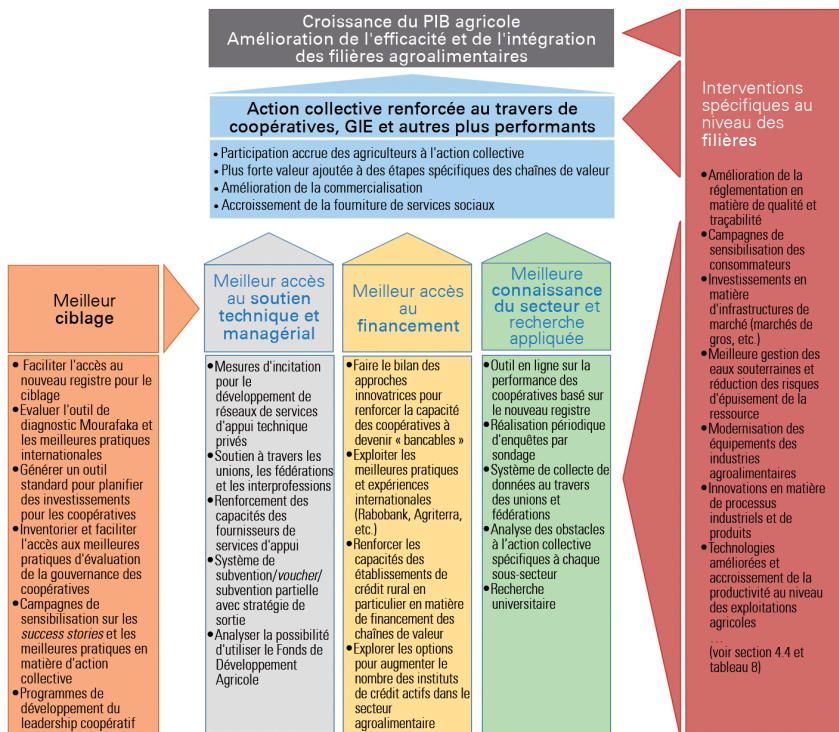 Croissance du PIB agricole
Amélioration de l'efficacité et de l'intégration
des filières agroalimentaires
Action collective renforcée au travers de
coopératives, GIE et autres plus performants
• Participation accrue des agriculteurs à l'action collective
• Plus forte valeur ajoutée à des étapes spécifiques des chaînes de valeur
• Amélioration de la commercialisation
• Accroissement de la fourniture de services sociaux
Meilleur
ciblage
• Faciliter l'accès au
nouveau registre pour le
ciblage
• Evaluer l'outil de
diagnostic Mourafaka et
les meilleures pratiques
internationales
• Générer un outil
standard pour planifier
des investissements
pour les coopératives
• Inventorier et faciliter
l'accès aux meilleures
pratiques d'évaluation
de la gouvernance des
coopératives
• Campagnes de
sensibilisation sur les
success stories et les
meilleures pratiques en
matière d'action
collective
• Programmes de
développement du
leadership coopératif
Meilleur accès
au soutien
technique et
managérial
• Mesures d'incitation
pour le
développement de
réseaux de services
d'appui technique
privés
• Soutien à travers les
unions, les fédérations
et les interprofessions
• Renforcement des
capacités des
fournisseurs de
services d'appui
• Système de
subvention/voucher/
subvention partielle
avec stratégie de
sortie
• Analyser la possibilité
d'utiliser le Fonds de
Développement
Agricole
Meilleur accès
au
financement
• Faire le bilan des
approches
innovatrices pour
renforcer la capacité
des coopératives à
devenir « bancables »
• Exploiter les
meilleures pratiques
et expériences
internationales
(Rabobank, Agriterra,
etc.)
• Renforcer les
capacités des
établissements de
crédit rural en
particulier en matière
de financement des
chaînes de valeur
• Explorer les options
pour augmenter le
nombre des instituts
de crédit actifs dans le
secteur
agroalimentaire
Meilleure
connaissance
du secteur et
recherche
appliquée
• Outil en ligne sur la
performance des
coopératives basé sur
le nouveau registre
• Réalisation périodique
d'enquêtes par
sondage
• Système de collecte de
données au travers
des unions et
fédérations
• Analyse des obstacles
à l'action collective
spécifiques à chaque
sous-secteur
• Recherche
universitaire
Interventions
spécifiques au
niveau des
filières
• Amélioration de la
réglementation en
matière de qualité et
traçabilité
• Campagnes de
sensibilisation des
consommateurs
• Investissements en
matière
d'infrastructures de
marché (marchés de
gros, etc.)
• Meilleure gestion des
eaux souterraines et
réduction des risques
d'épuisement de la
ressource
• Modernisation des
équipements des
industries
agroalimentaires
• Innovations en matière
de processus
industriels et de
produits
• Technologies
améliorées et
accroissement de la
productivité au niveau
des exploitations
agricoles
...
(voir section 4.4 et
tableau 8)